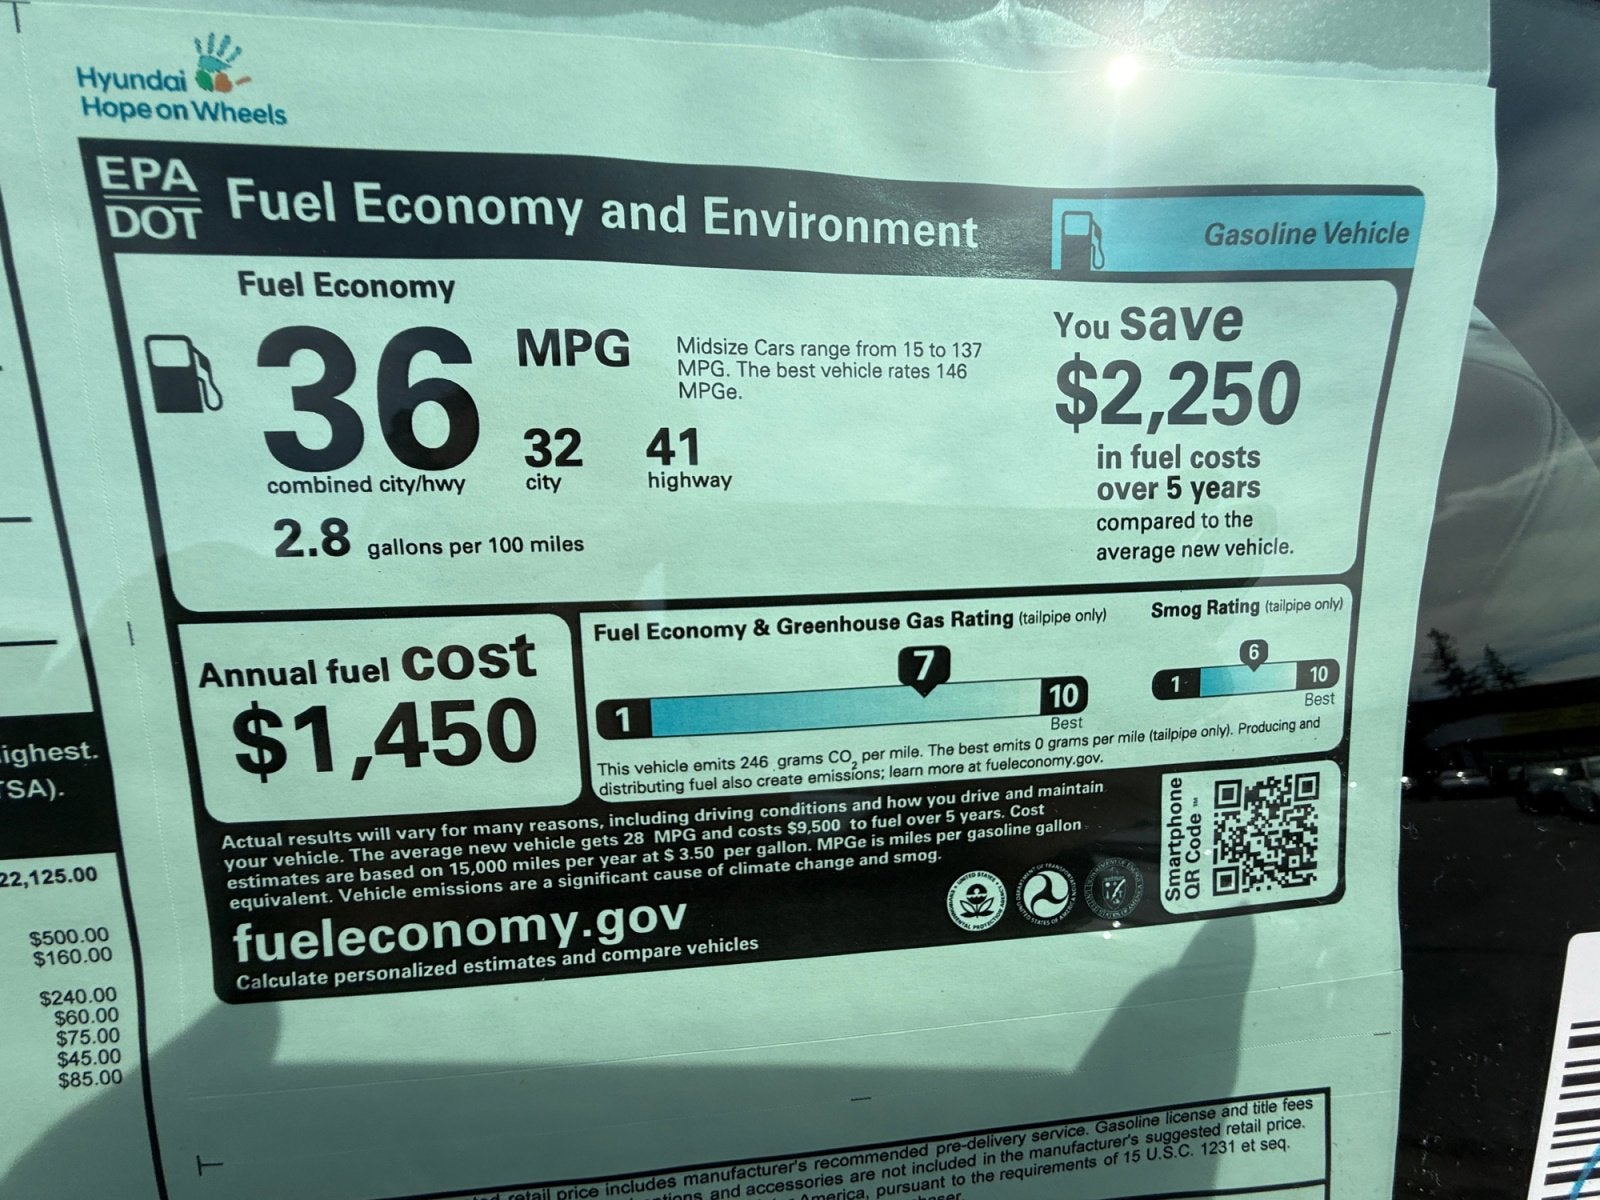 Hyundai
Hope on Wheels
EPA
DOT
Fuel Economy and Environment
Gasoline Vehicle
Fuel Economy
36
MPG
combined city/hwy
32
city
41
highway
2.8 gallons per 100 miles
Midsize Cars range from 15 to 137
MPG. The best vehicle rates 146
MPGe.
You save
$2,250
in fuel costs
over 5 years
compared to the
average new vehicle.
Annual fuel cost
$1,450
Fuel Economy & Greenhouse Gas Rating (tailpipe only)
1
7
10
Best
Smog Rating (tailpipe only)
1
6
10
Best
This vehicle emits 246 grams CO2 per mile. The best emits 0 grams per mile (tailpipe only). Producing and
distributing fuel also create emissions; learn more at fueleconomy.gov.
Actual results will vary for many reasons, including driving conditions and how you drive and maintain
your vehicle. The average new vehicle gets 28 MPG and costs $9,500 to fuel over 5 years. Cost
estimates are based on 15,000 miles per year at $ 3.50 per gallon. MPGe is miles per gasoline gallon
equivalent. Vehicle emissions are a significant cause of climate change and smog.
fueleconomy.gov
Calculate personalized estimates and compare vehicles
Smartphone
QR Code™
ighest.
SA).
22,125.00
$500.00
$160.00
$240.00
$60.00
$75.00
$45.00
$85.00
retail price includes manufacturer's recommended pre-delivery service. Gasoline license and title fees
and accessories are not included in the manufacturer's suggested retail price.
America, pursuant to the requirements of 15 U.S.C. 1231 et seq.